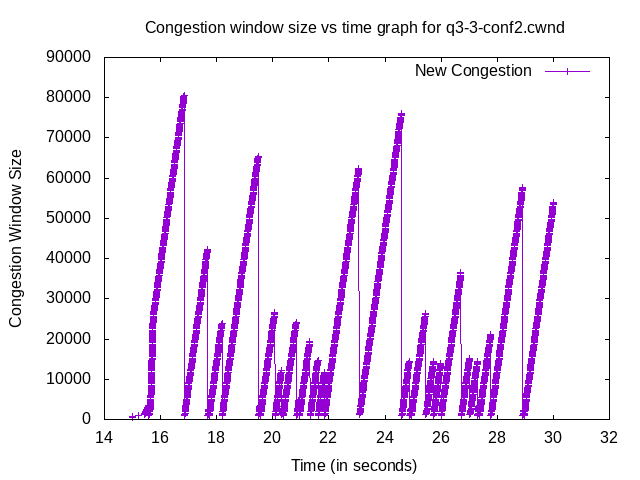 Congestion window size vs time graph for q3-3-conf2.cwnd
90000
80000
70000
60000
50000
40000
30000
20000
10000
0
14 16 18 20 22 24 26 28 30 32
Congestion Window Size
Time (in seconds)
New Congestion